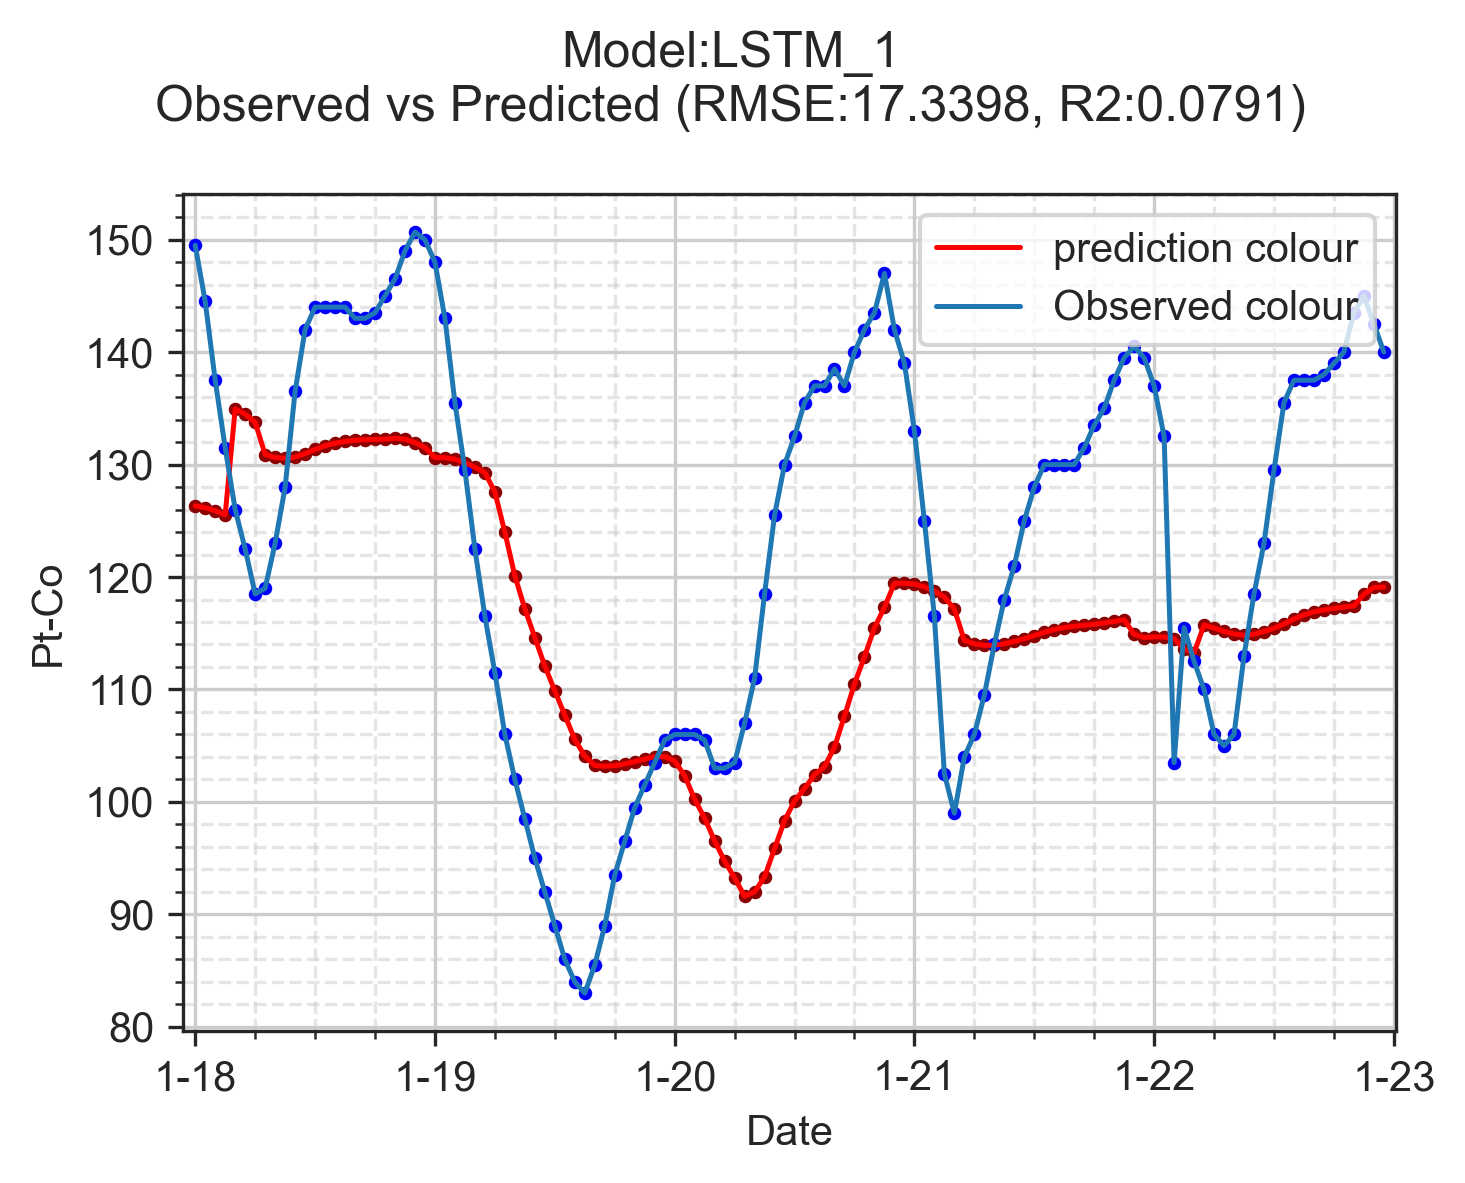 Model:LSTM_1
Observed vs Predicted (RMSE:17.3398, R2:0.0791)
prediction colour
Observed colour
150
140
130
120
110
100
90
80
Pt-Co
1-18
1-19
1-20
1-21
1-22
1-23
Date